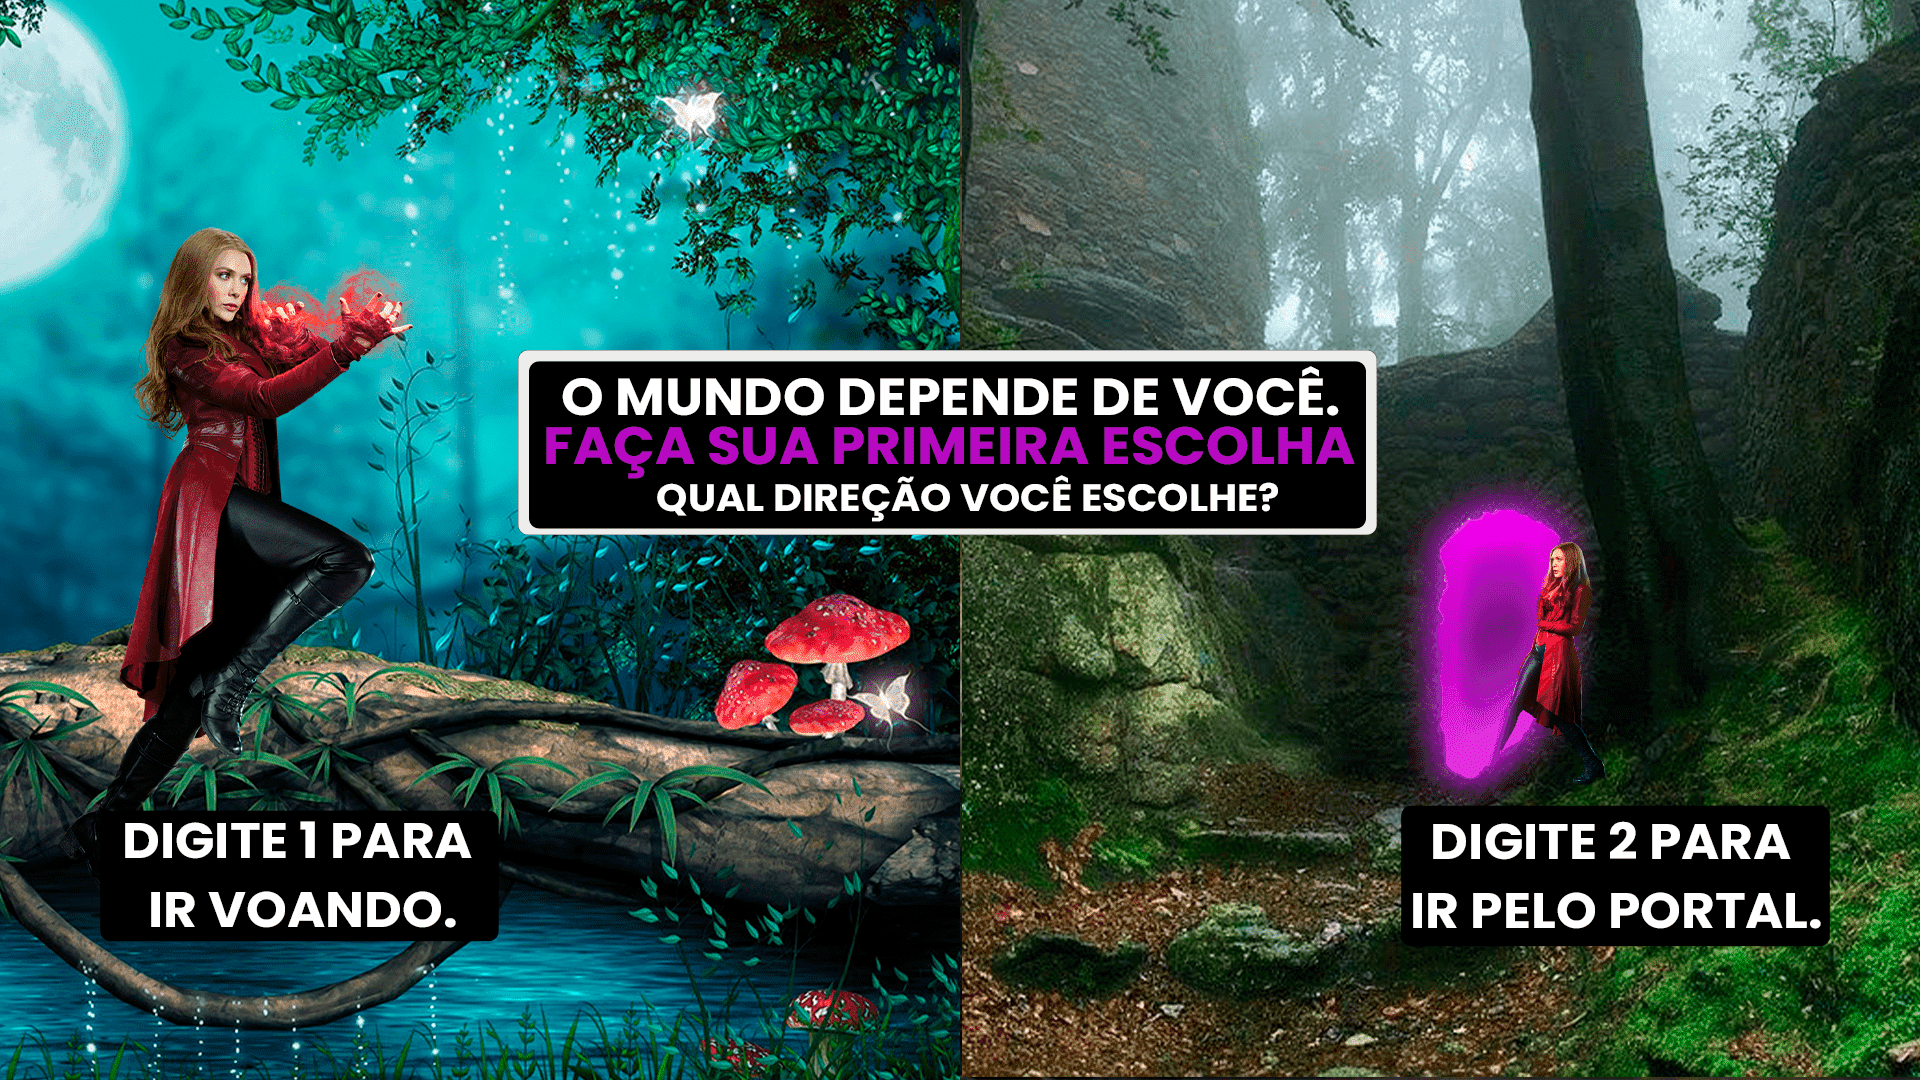 O MUNDO DEPENDE DE VOCÊ.
FAÇA SUA PRIMEIRA ESCOLHA
QUAL DIREÇÃO VOCÊ ESCOLHE?
DIGITE 1 PARA
IR VOANDO.
DIGITE 2 PARA
IR PELO PORTAL.